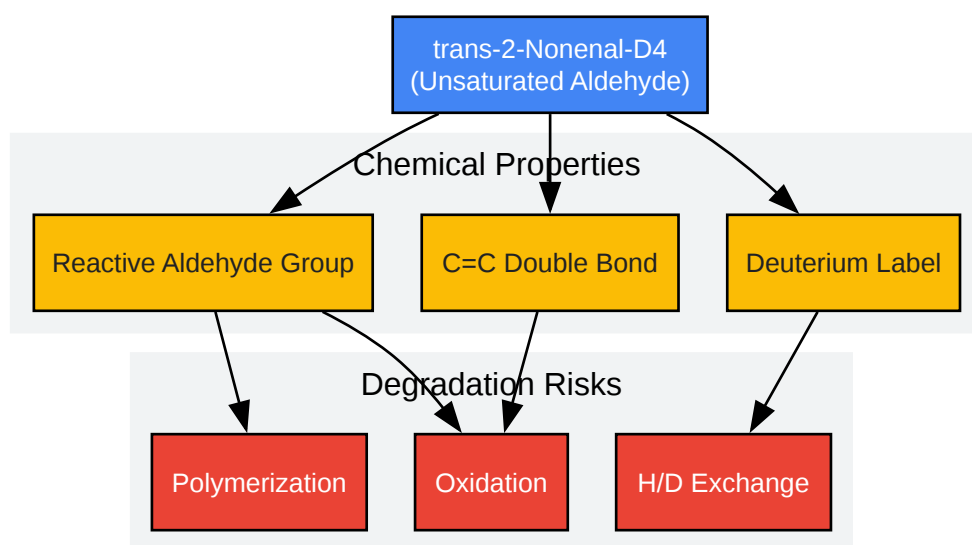 trans-2-Nonenal-D4
(Unsaturated Aldehyde)
Chemical Properties
Reactive Aldehyde Group
C=C Double Bond
Deuterium Label
Degradation Risks
Polymerization
Oxidation
H/D Exchange